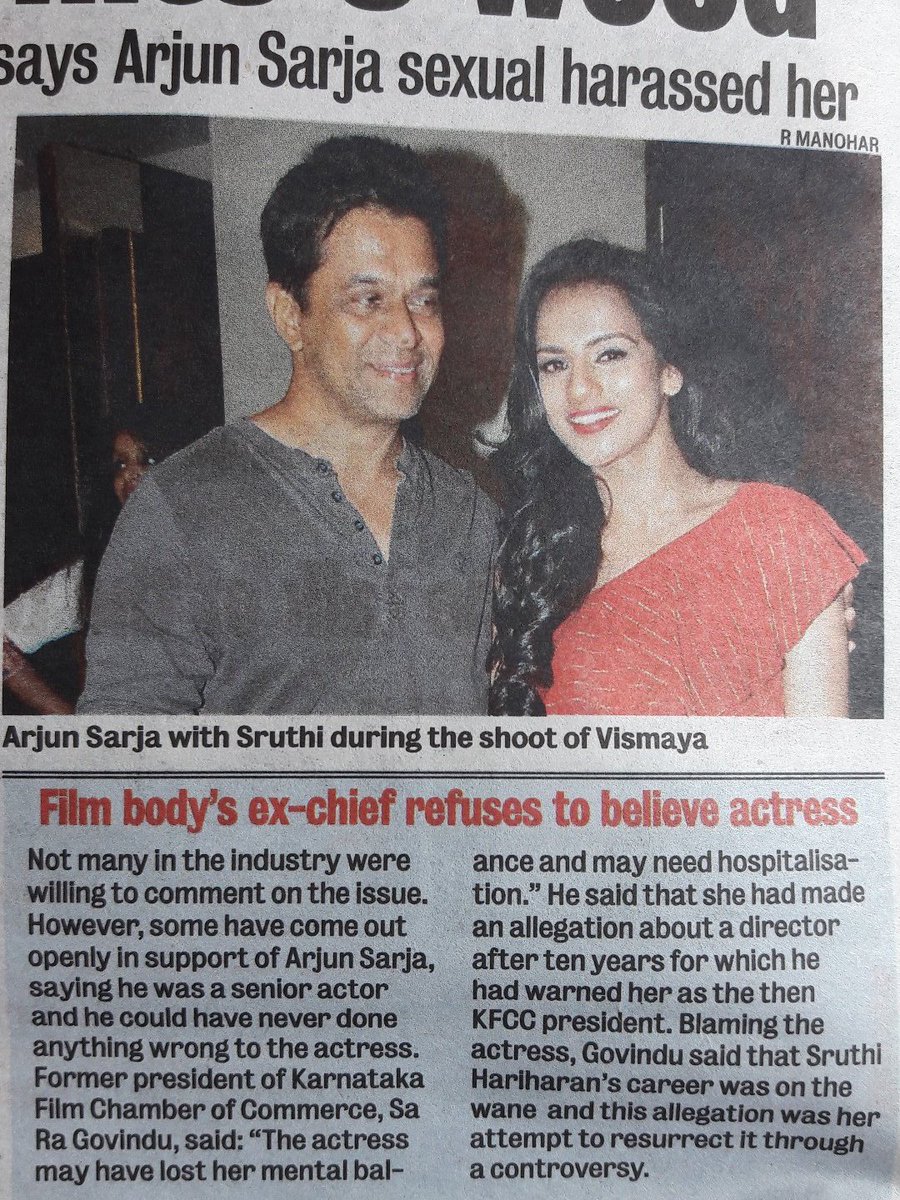 says Arjun Sarja sexual harassed her
R MANOHAR
Arjun Sarja with Sruthi during the shoot of Vismaya
Film body's ex-chief refuses to believe actress
Not many in the industry were
willing to comment on the issue.
However, some have come out
openly in support of Arjun Sarja,
saying he was a senior actor
and he could have never done
anything wrong to the actress.
Former president of Karnataka
Film Chamber of Commerce, Sa
Ra Govindu, said: “The actress
may have lost her mental bal-
ance and may need hospitalisa-
tion.” He said that she had made
an allegation about a director
after ten years for which he
had warned her as the then
KFCC president. Blaming the
actress, Govindu said that Sruthi
Hariharan’s career was on the
wane and this allegation was her
attempt to resurrect it through
a controversy.